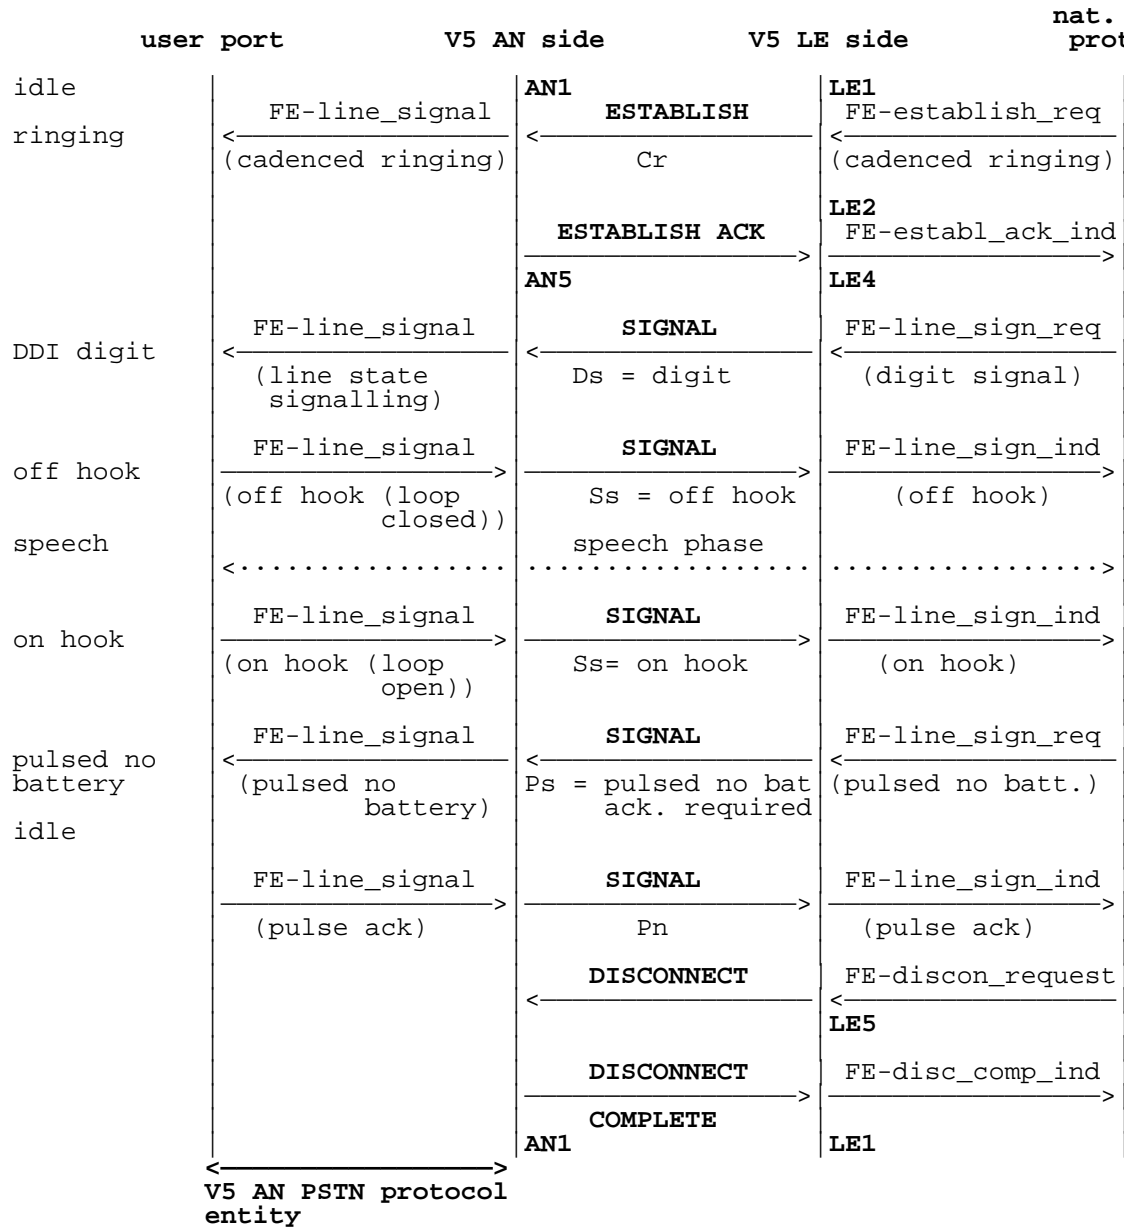 nat.
user port V5 AN side V5 LE side prot
idle AN1 LE1
FE-line_signal ESTABLISH FE-establish_req
ringing
(cadenced ringing) Cr (cadenced ringing)
LE2
ESTABLISH ACK FE-establ_ack_ind
AN5 LE4
FE-line_signal SIGNAL FE-line_sign_req
DDI digit
(line state Ds = digit (digit signal)
signalling)
FE-line_signal SIGNAL FE-line_sign_ind
off hook
(off hook (loop Ss = off hook (off hook)
closed))
speech speech phase
FE-line_signal SIGNAL FE-line_sign_ind
on hook
(on hook (loop Ss= on hook (on hook)
open))
FE-line_signal SIGNAL FE-line_sign_req
pulsed no
battery (pulsed no Ps = pulsed no bat (pulsed no batt.)
battery) ack. required
idle
FE-line_signal SIGNAL FE-line_sign_ind
(pulse ack) Pn (pulse ack)
DISCONNECT FE-discon_request
LE5
DISCONNECT FE-disc_comp_ind
COMPLETE
AN1 LE1
V5 AN PSTN protocol
entity